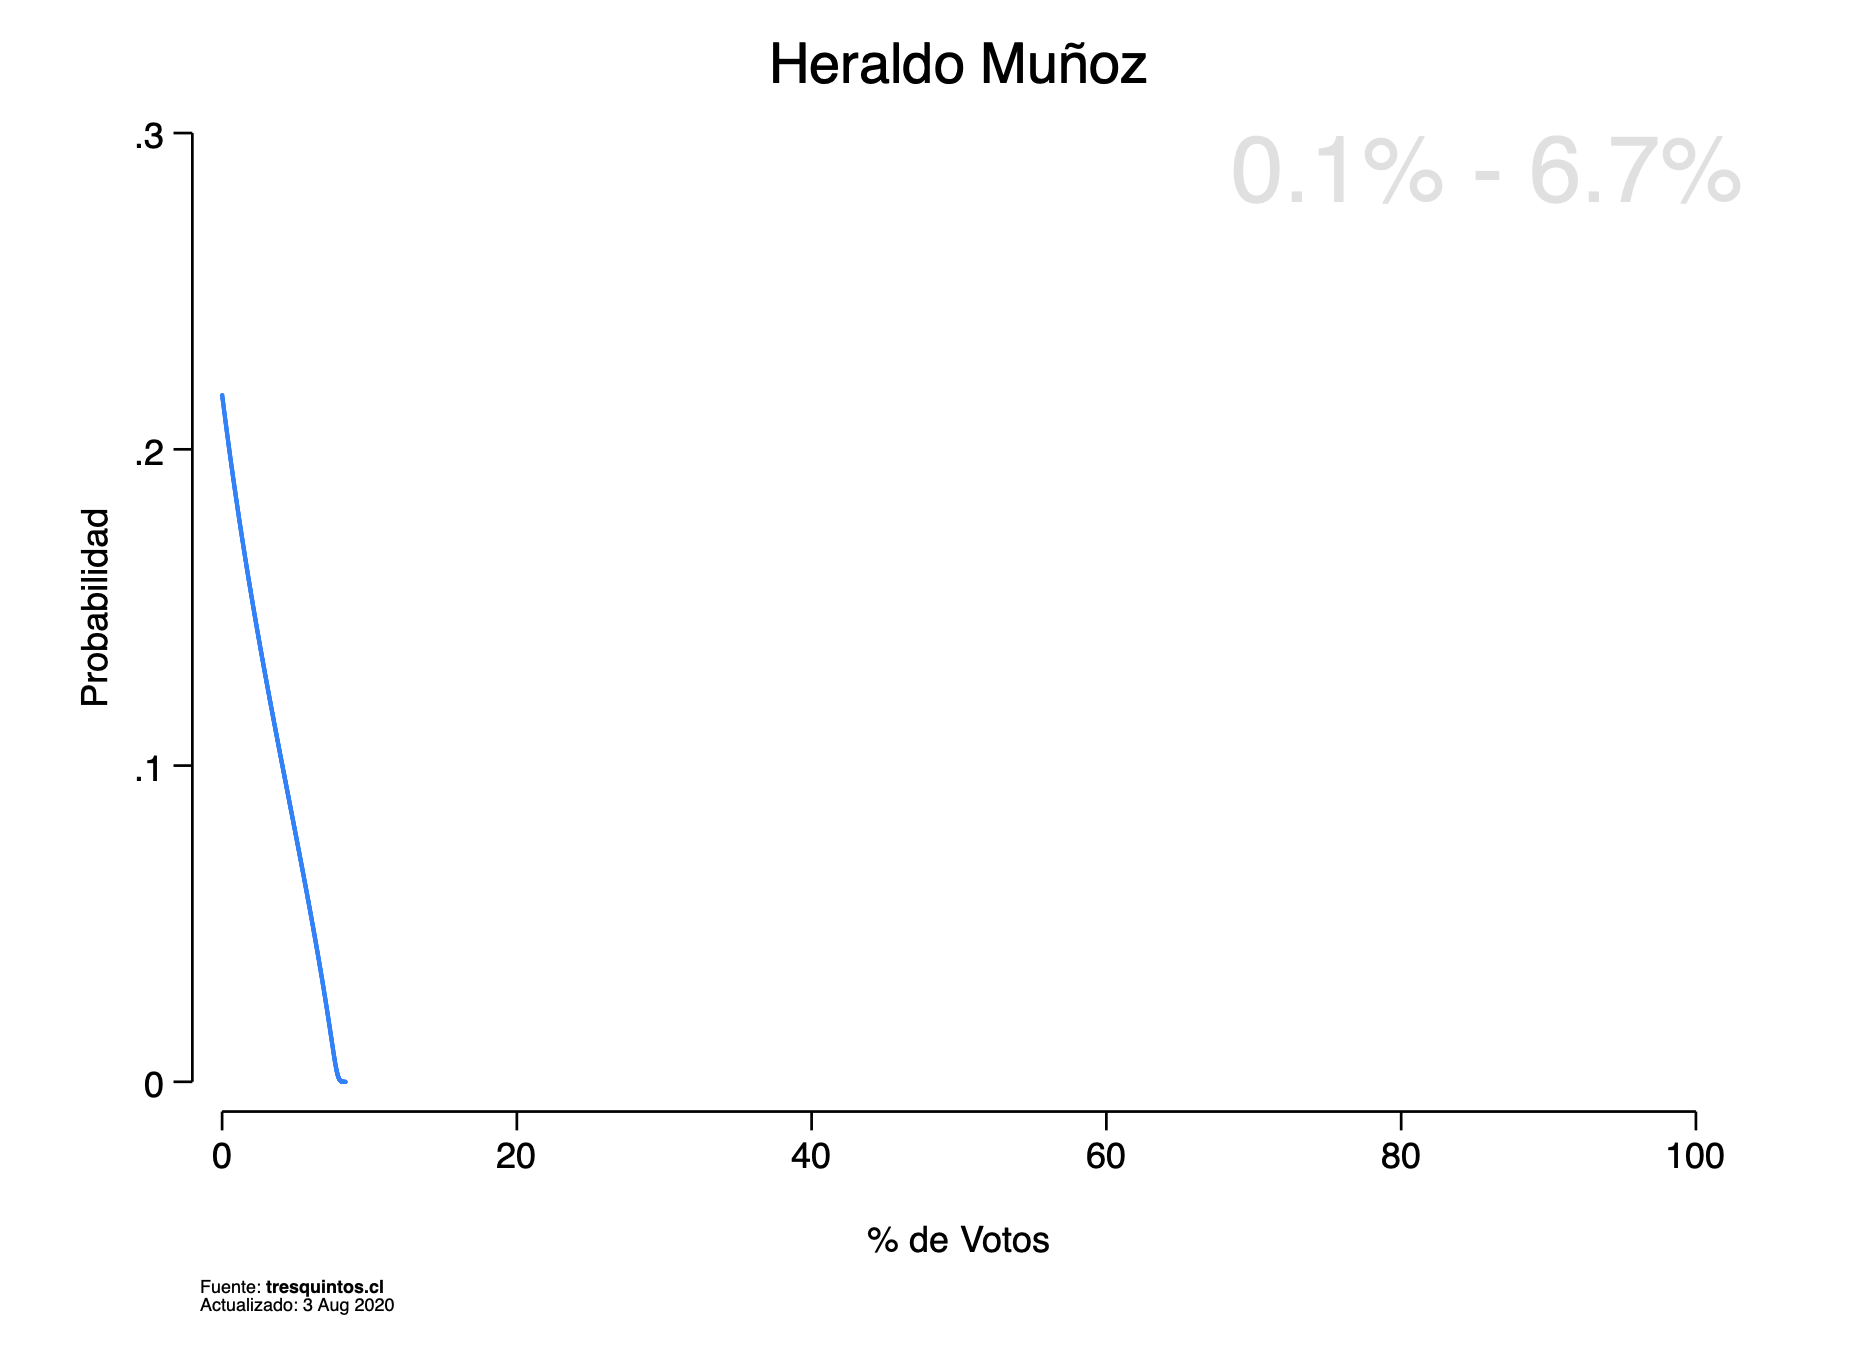 Heraldo Muñoz
0.1% - 6.7%
.3
.2
.1
0
Probabilidad
0 20 40 60 80 100
% de Votos
Fuente: tresquintos.cl
Actualizado: 3 Aug 2020